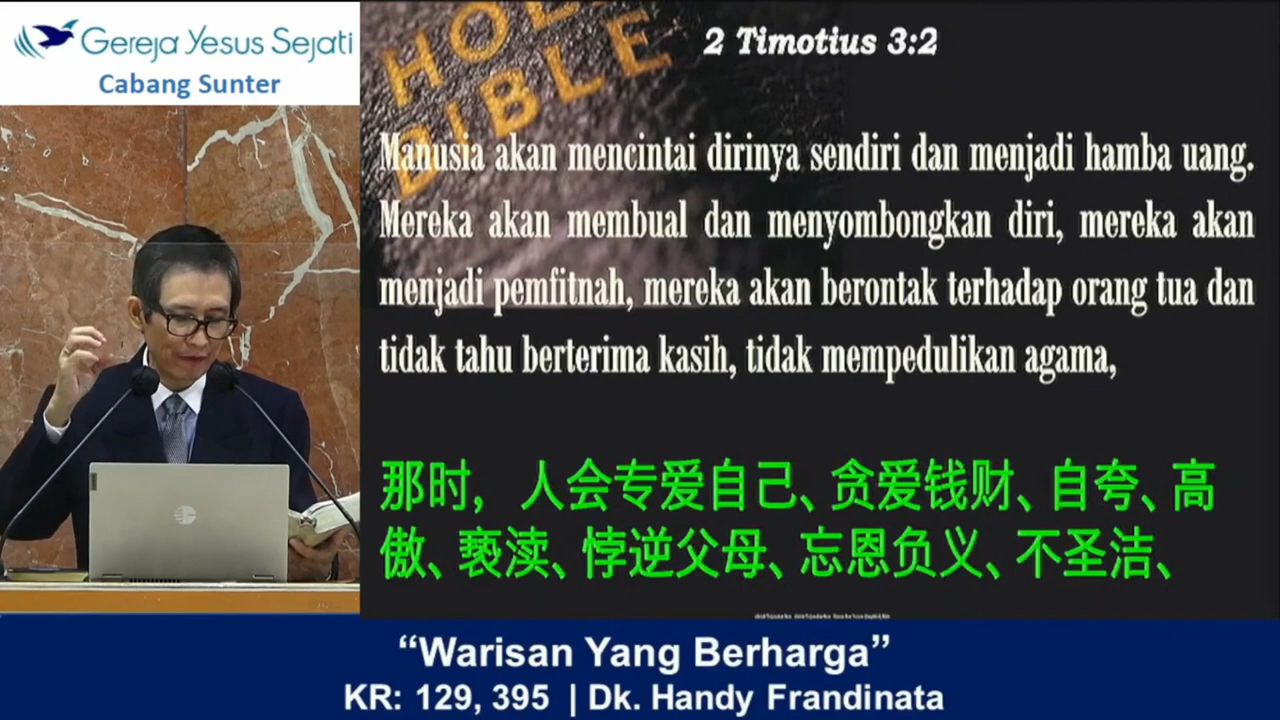 Gereja Yesus Sejati
Cabang Sunter
HOLY
BIBLE
2 Timotius 3:2
Manusia akan mencintai dirinya sendiri dan menjadi hamba uang.
Mereka akan membual dan menyombongkan diri, mereka akan
menjadi pemfitnah, mereka akan berontak terhadap orang tua dan
tidak tahu berterima kasih, tidak mempedulikan agama,
那时，人会专爱自己、贪爱钱财、自夸、高
傲、亵渎、悖逆父母、忘恩负义、不圣洁、
“Warisan Yang Berharga”
KR: 129, 395 | Dk. Handy Frandinata